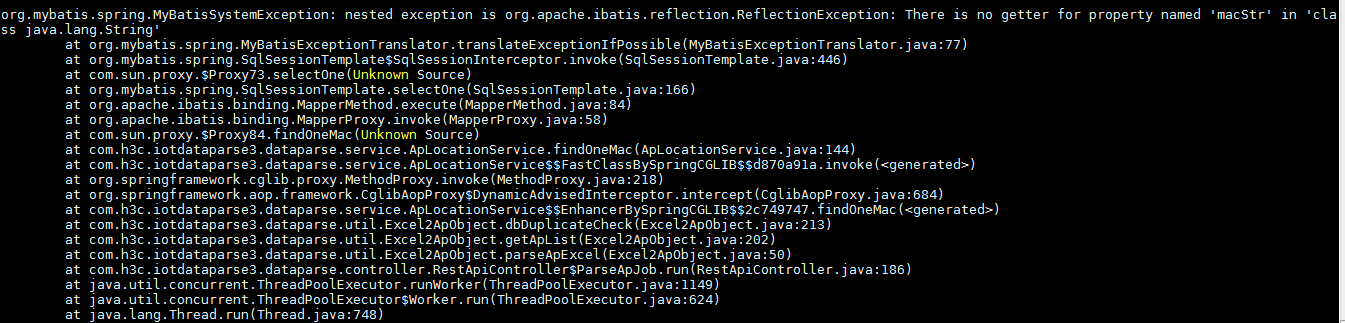 org.mybatis.spring.MyBatisSystemException: nested exception is org.apache.ibatis.reflection.ReflectionException: There is no getter for property named 'macStr' in 'cla
ss java.lang.String'
at org.mybatis.spring.MyBatisExceptionTranslator.translateExceptionIfPossible(MyBatisExceptionTranslator.java:77)
at org.mybatis.spring.SqlSessionTemplate$SqlSessionInterceptor.invoke(SqlSessionTemplate.java:446)
at com.sun.proxy.$Proxy73.selectOne(Unknown Source)
at org.mybatis.spring.SqlSessionTemplate.selectOne(SqlSessionTemplate.java:166)
at org.apache.ibatis.binding.MapperMethod.execute(MapperMethod.java:84)
at org.apache.ibatis.binding.MapperProxy.invoke(MapperProxy.java:58)
at com.sun.proxy.$Proxy84.findOneMac(Unknown Source)
at com.h3c.iotdataparse3.dataparse.service.ApLocationService.findOneMac(ApLocationService.java:144)
at com.h3c.iotdataparse3.dataparse.service.ApLocationService$$FastClassBySpringCGLIB$$d870a91a.invoke(<generated>)
at org.springframework.cglib.proxy.MethodProxy.invoke(MethodProxy.java:218)
at org.springframework.aop.framework.CglibAopProxy$DynamicAdvisedInterceptor.intercept(CglibAopProxy.java:684)
at com.h3c.iotdataparse3.dataparse.service.ApLocationService$$EnhancerBySpringCGLIB$$2c749747.findOneMac(<generated>)
at com.h3c.iotdataparse3.dataparse.util.Excel2ApObject.dbDuplicateCheck(Excel2ApObject.java:213)
at com.h3c.iotdataparse3.dataparse.util.Excel2ApObject.getApList(Excel2ApObject.java:202)
at com.h3c.iotdataparse3.dataparse.util.Excel2ApObject.parseApExcel(Excel2ApObject.java:50)
at com.h3c.iotdataparse3.dataparse.controller.RestApiController$ParseApJob.run(RestApiController.java:186)
at java.util.concurrent.ThreadPoolExecutor.runWorker(ThreadPoolExecutor.java:1149)
at java.util.concurrent.ThreadPoolExecutor$Worker.run(ThreadPoolExecutor.java:624)
at java.lang.Thread.run(Thread.java:748)